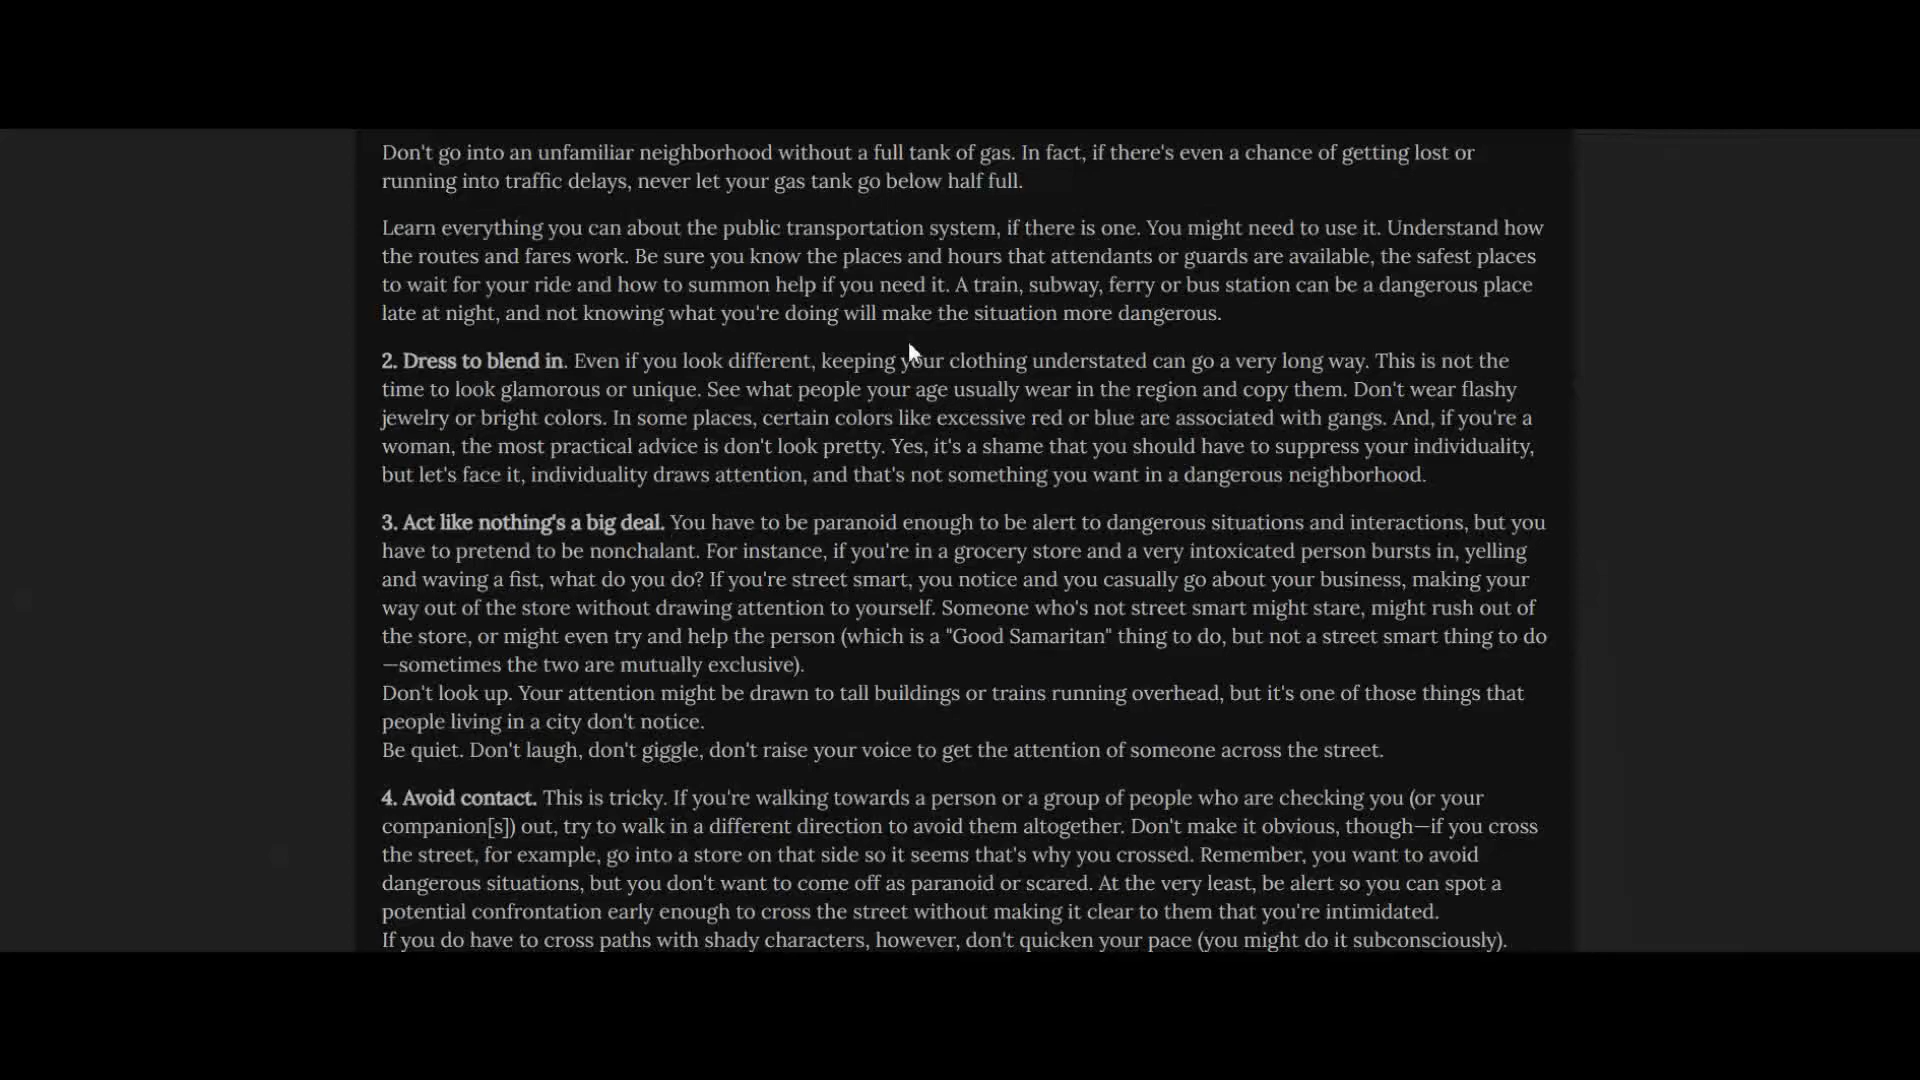 Don't go into an unfamiliar neighborhood without a full tank of gas. In fact, if there's even a chance of getting lost or
running into traffic delays, never let your gas tank go below half full.
Learn everything you can about the public transportation system, if there is one. You might need to use it. Understand how
the routes and fares work. Be sure you know the places and hours that attendants or guards are available, the safest places
to wait for your ride and how to summon help if you need it. A train, subway, ferry or bus station can be a dangerous place
late at night, and not knowing what you're doing will make the situation more dangerous.
2. Dress to blend in. Even if you look different, keeping your clothing understated can go a very long way. This is not the
time to look glamorous or unique. See what people your age usually wear in the region and copy them. Don't wear flashy
jewelry or bright colors. In some places, certain colors like excessive red or blue are associated with gangs. And, if you're a
woman, the most practical advice is don't look pretty. Yes, it's a shame that you should have to suppress your individuality,
but let's face it, individuality draws attention, and that's not something you want in a dangerous neighborhood.
3. Act like nothing's a big deal. You have to be paranoid enough to be alert to dangerous situations and interactions, but you
have to pretend to be nonchalant. For instance, if you're in a grocery store and a very intoxicated person bursts in, yelling
and waving a fist, what do you do? If you're street smart, you notice and you casually go about your business, making your
way out of the store without drawing attention to yourself. Someone who's not street smart might stare, might rush out of
the store, or might even try and help the person (which is a "Good Samaritan" thing to do, but not a street smart thing to do
—sometimes the two are mutually exclusive).
Don't look up. Your attention might be drawn to tall buildings or trains running overhead, but it's one of those things that
people living in a city don't notice.
Be quiet. Don't laugh, don't giggle, don't raise your voice to get the attention of someone across the street.
4. Avoid contact. This is tricky. If you're walking towards a person or a group of people who are checking you (or your
companion[s]) out, try to walk in a different direction to avoid them altogether. Don't make it obvious, though—if you cross
the street, for example, go into a store on that side so it seems that's why you crossed. Remember, you want to avoid
dangerous situations, but you don't want to come off as paranoid or scared. At the very least, be alert so you can spot a
potential confrontation early enough to cross the street without making it clear to them that you're intimidated.
If you do have to cross paths with shady characters, however, don't quicken your pace (you might do it subconsciously).